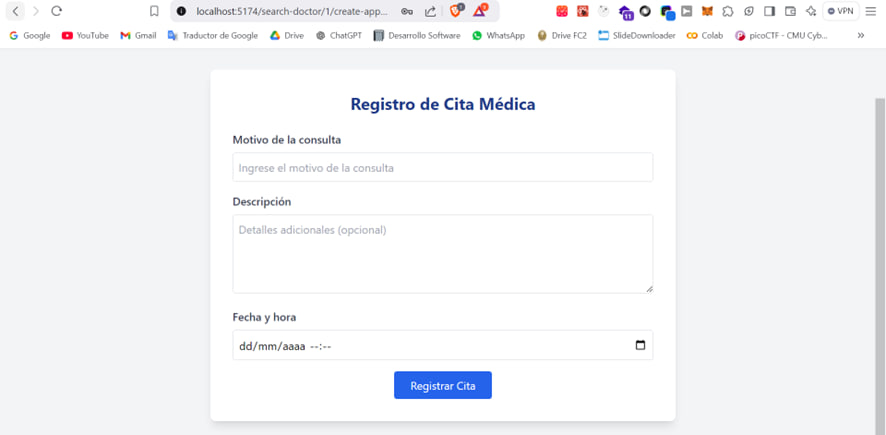 localhost:5174/search-doctor/1/create-app...
VPN
11
Google YouTube Gmail Traductor de Google Drive ChatGPT Desarrollo Software WhatsApp Drive FC2 SlideDownloader Colab picoCTF - CMU Cyb... »
Registro de Cita Médica
Motivo de la consulta
Ingrese el motivo de la consulta
Descripción
Detalles adicionales (opcional)
Fecha y hora
dd/mm/aaaa --:--
Registrar Cita